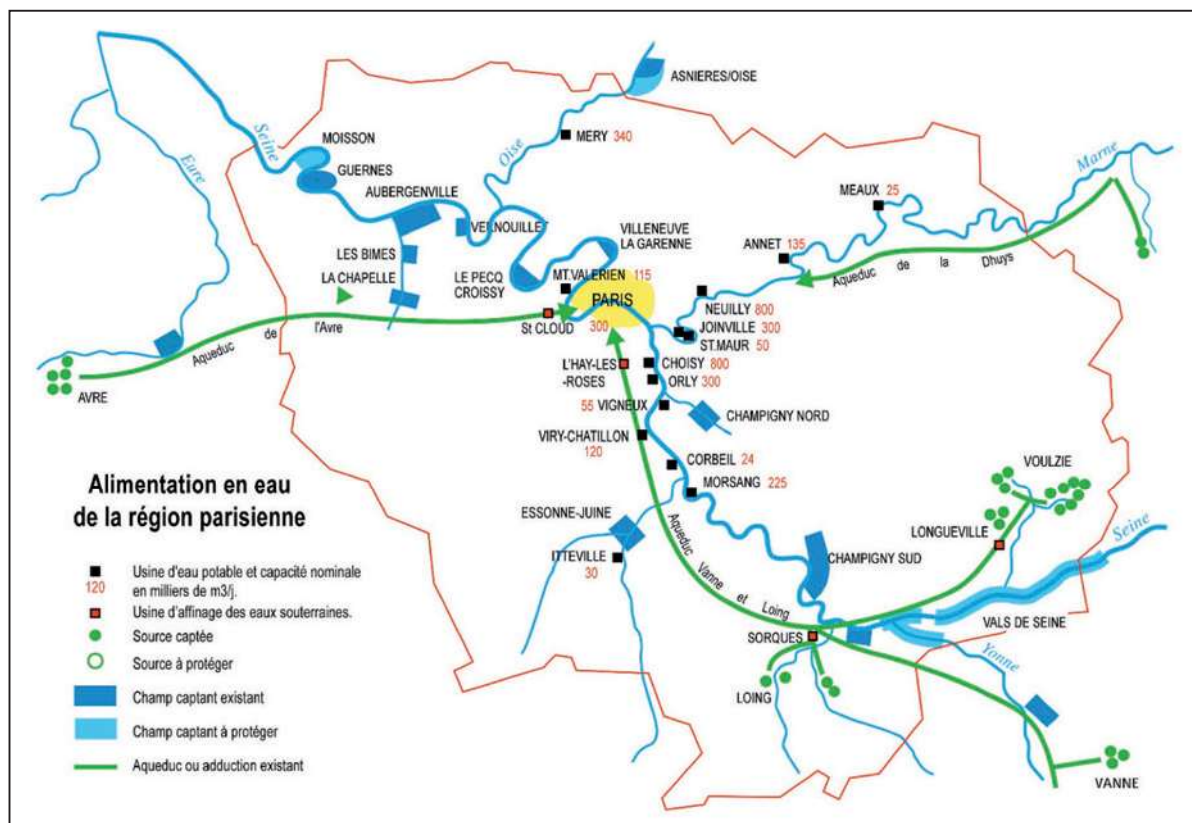 ASNIERES/OISE
Seine
MOISSON
Oise
MERY 340
Eure
GUERNES
Marne
AUBERGENVILLE
MEAUX 25
VERNOUILLET
VILLENEUVE
LA GARENNE
ANNET 135
LES BIMES
LA CHAPELLE
LE PECQ
CROISSY
MT.VALERIEN 115
Aqueduc de la Dhuys
PARIS
NEUILLY 800
St CLOUD
300
JOINVILLE 300
ST.MAUR 50
Aqueduc de l'Avre
L'HAY-LES
-ROSES
CHOISY 800
ORLY 300
AVRE
55 VIGNEUX
CHAMPIGNY NORD
VIRY-CHATILLON
120
CORBEIL 24
VOULZIE
MORSANG 225
ESSONNE-JUINE
LONGUEVILLE
Seine
ITTEVILLE
30
CHAMPIGNY SUD
Aqueduc Vanne et Loing
VALS DE SEINE
SORQUES
Yonne
LOING
VANNE
Alimentation en eau
de la région parisienne
Usine d'eau potable et capacité nominale
120 en milliers de m3/j.
Usine d'affinage des eaux souterraines.
Source captée
Source à protéger
Champ captant existant
Champ captant à protéger
Aqueduc ou adduction existant